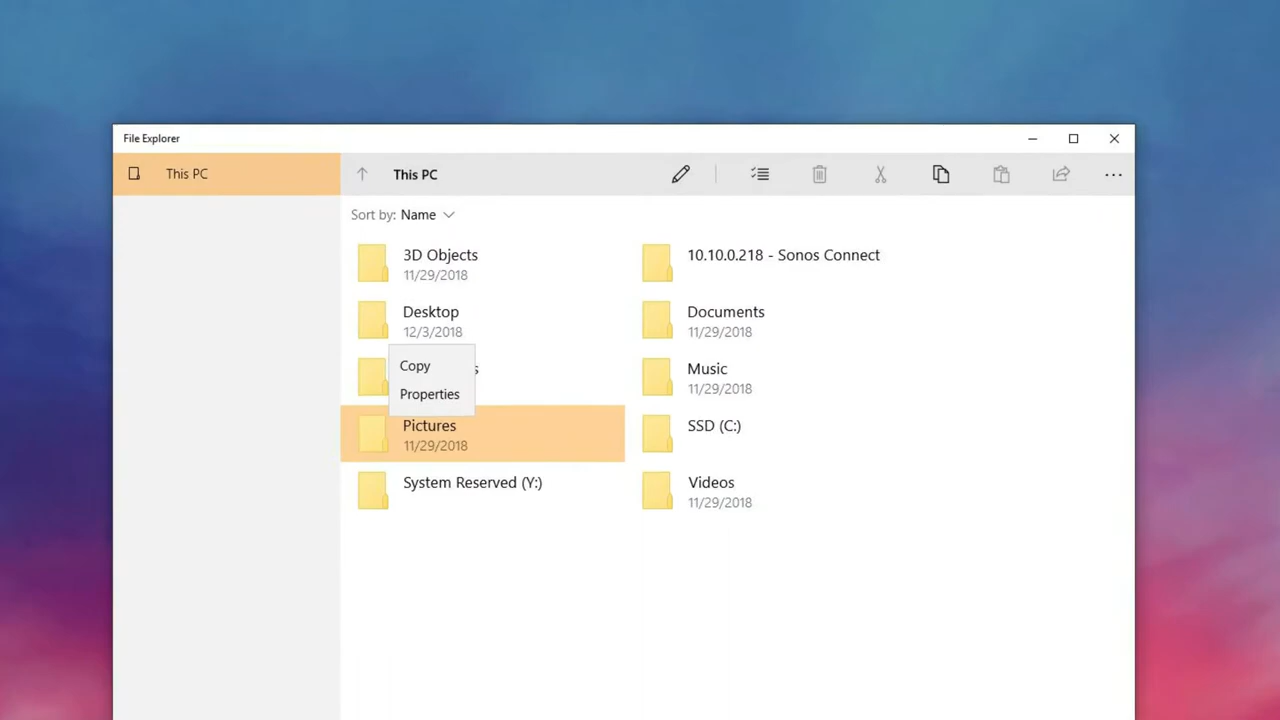 File Explorer
This PC
This PC
Sort by: Name
3D Objects
11/29/2018
10.10.0.218 - Sonos Connect
Desktop
12/3/2018
Documents
11/29/2018
Copy
Properties
Music
11/29/2018
Pictures
11/29/2018
SSD (C:)
System Reserved (Y:)
Videos
11/29/2018